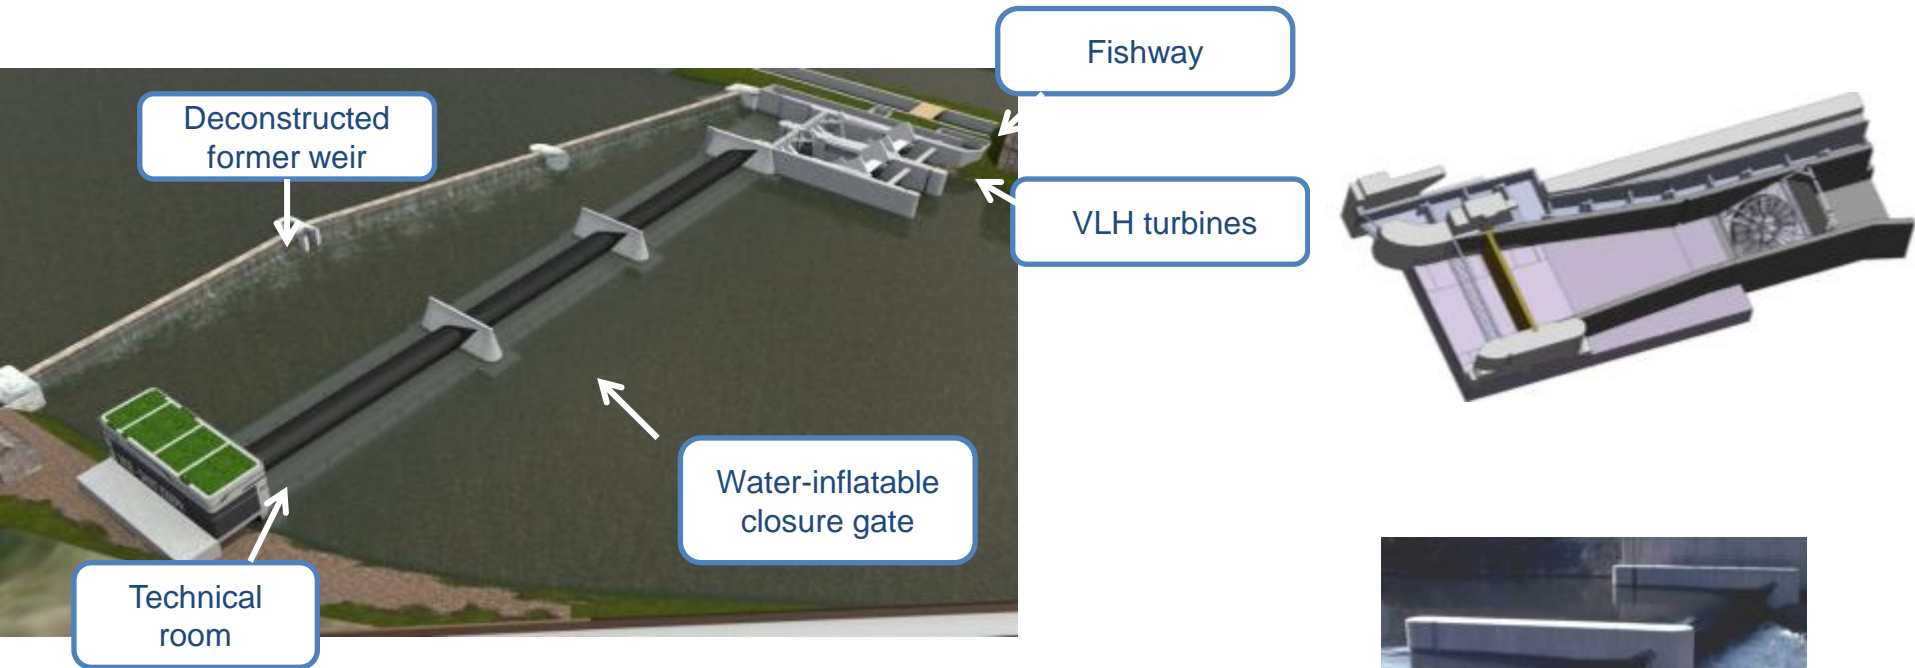 Fishway
Deconstructed
former weir
VLH turbines
Water-inflatable
closure gate
Technical
room